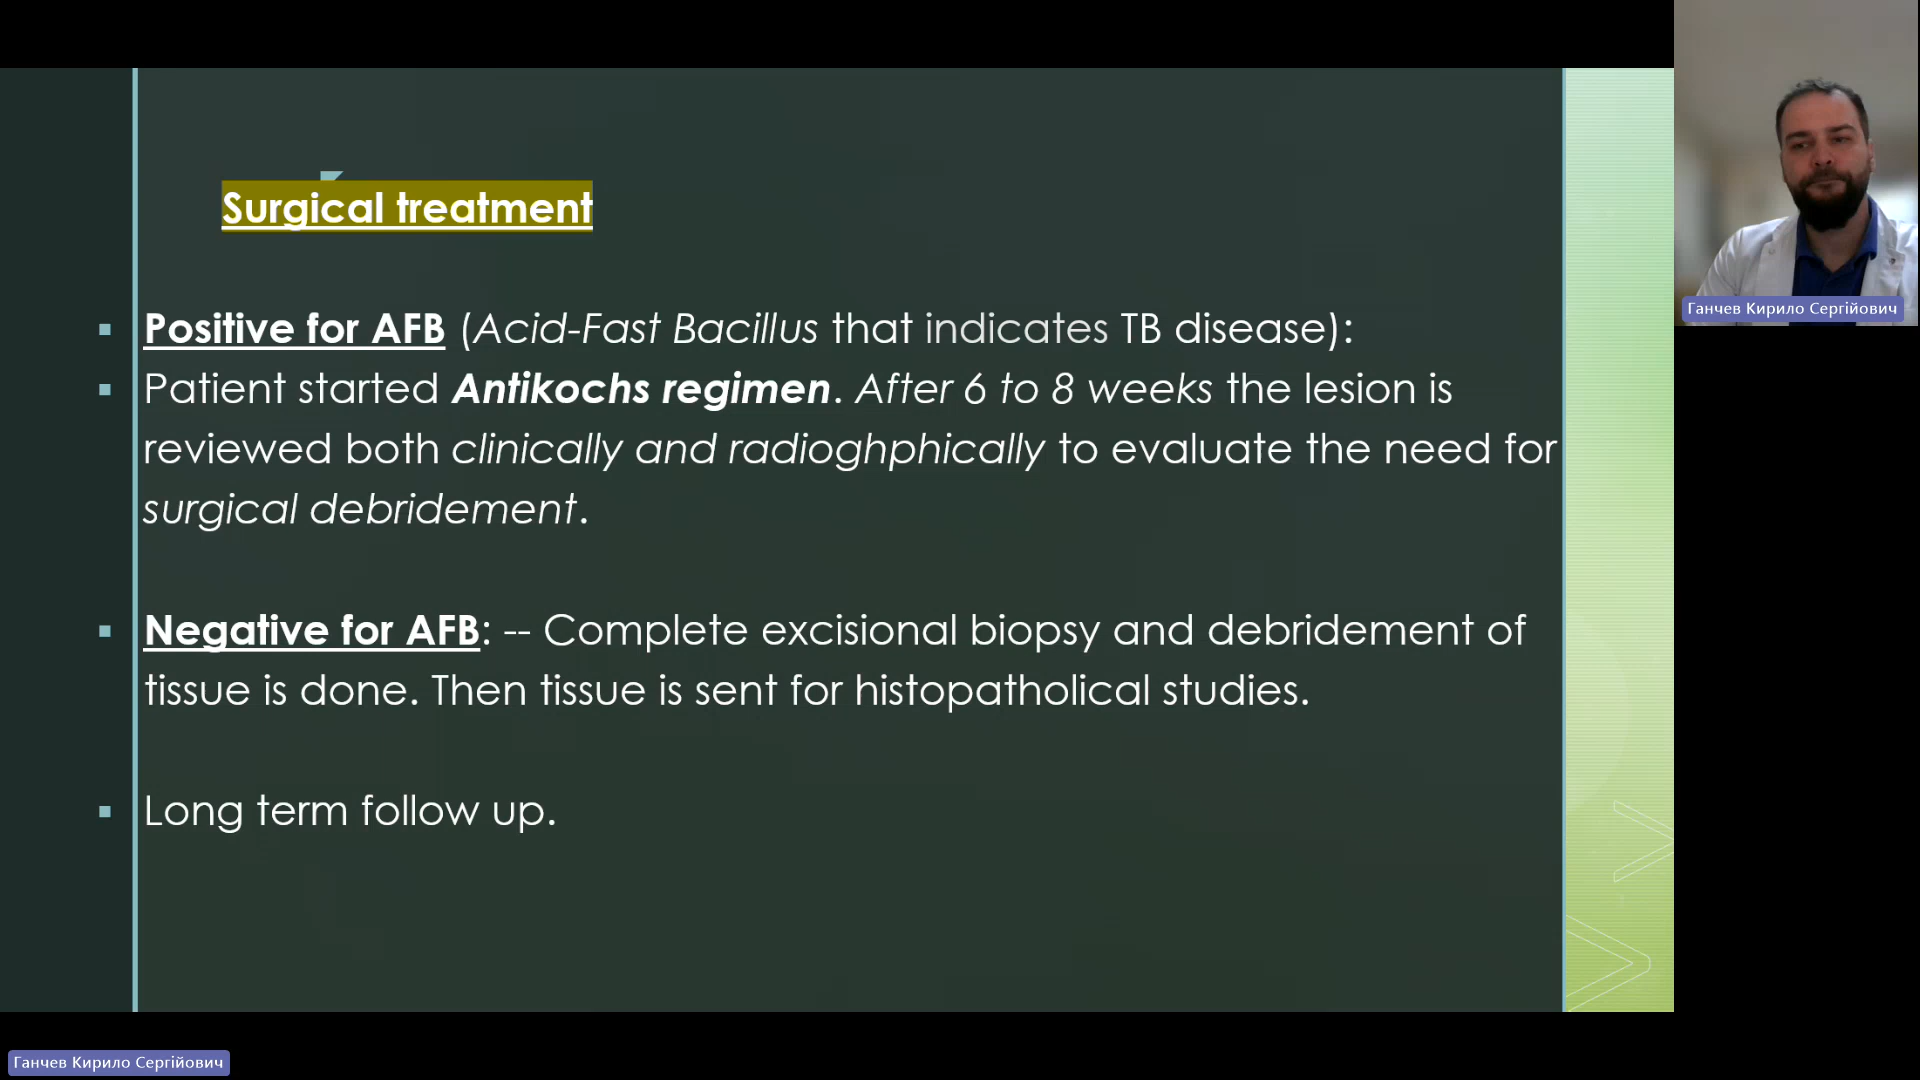 Surgical treatment
Positive for AFB (Acid-Fast Bacillus that indicates TB disease):
Patient started Antikochs regimen. After 6 to 8 weeks the lesion is
reviewed both clinically and radioghphically to evaluate the need for
surgical debridement.
Negative for AFB: -- Complete excisional biopsy and debridement of
tissue is done. Then tissue is sent for histopatholical studies.
Long term follow up.
Ганчев Кирило Сергійович
Ганчев Кирило Сергійович